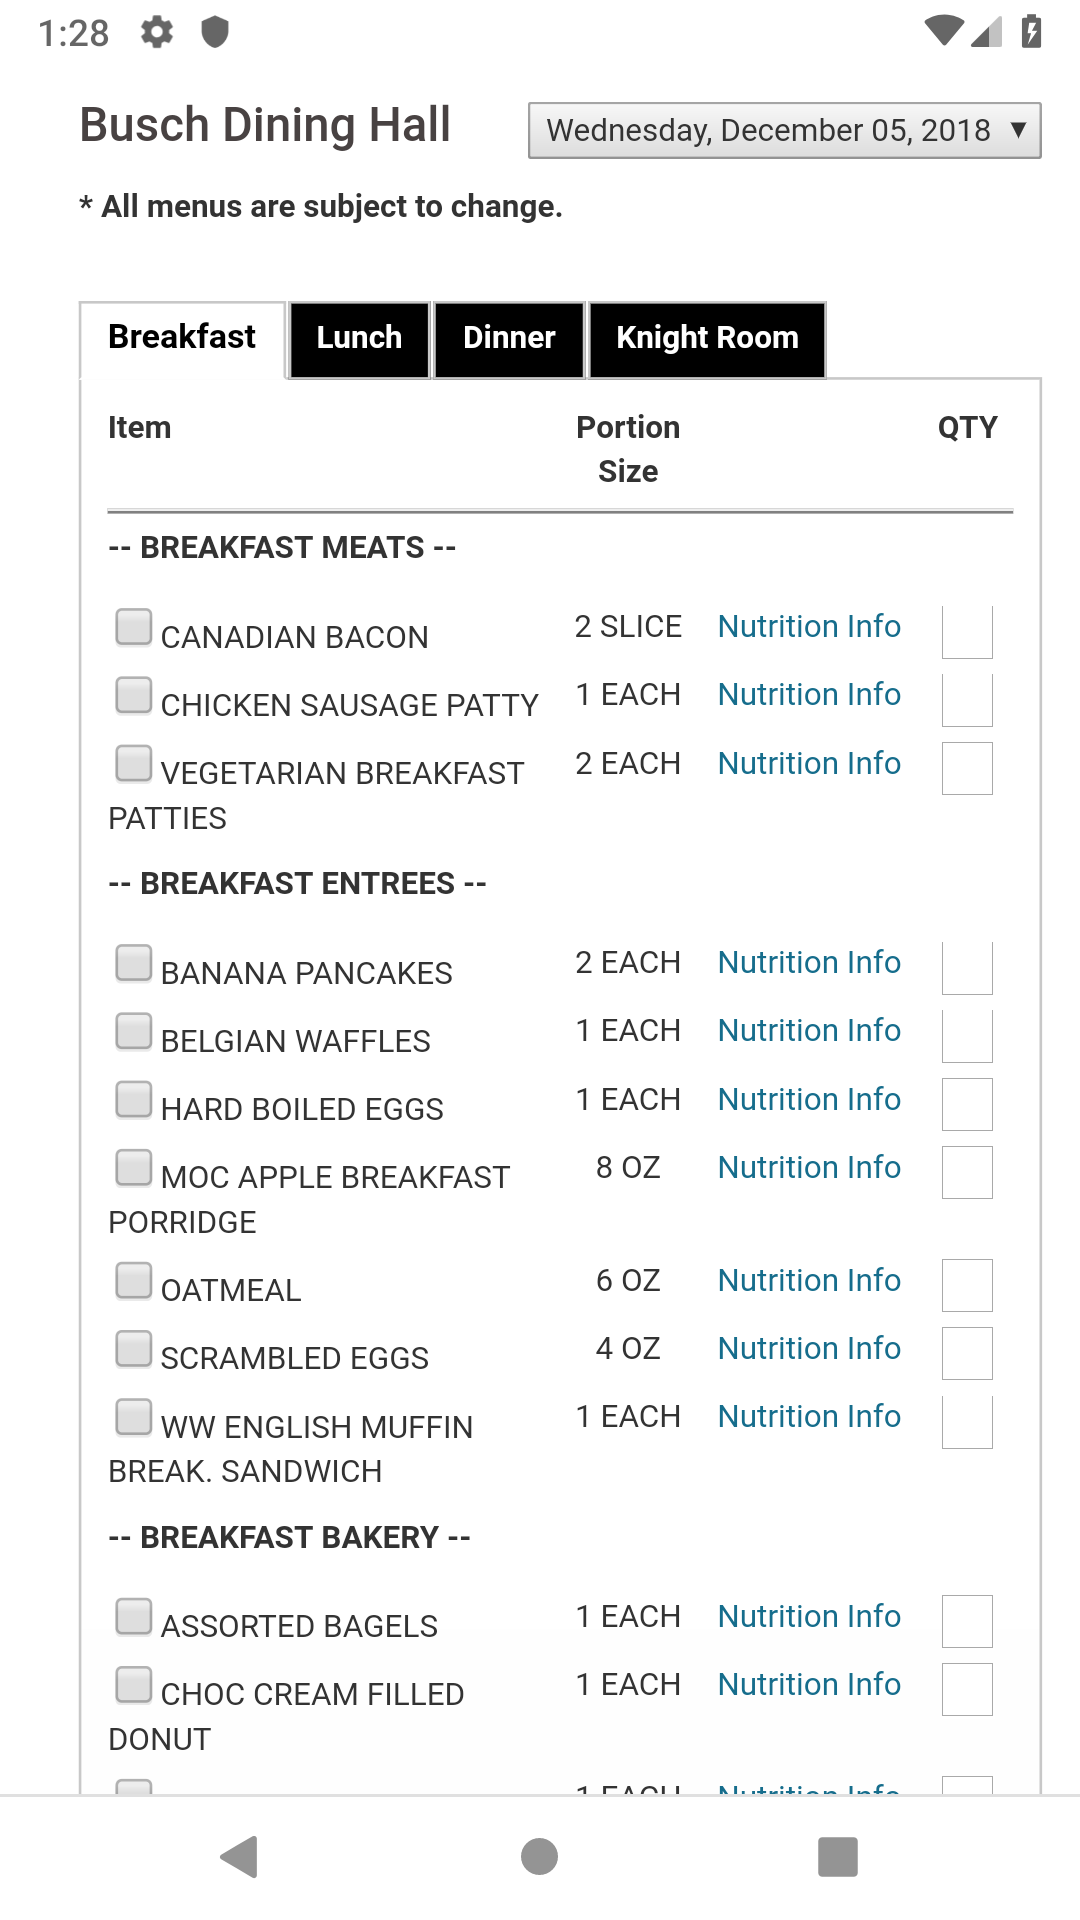 1:28
Busch Dining Hall
Wednesday, December 05, 2018 ▼
* All menus are subject to change.
Breakfast Lunch Dinner Knight Room
Item Portion Size QTY
-- BREAKFAST MEATS --
CANADIAN BACON 2 SLICE Nutrition Info
CHICKEN SAUSAGE PATTY 1 EACH Nutrition Info
VEGETARIAN BREAKFAST PATTIES 2 EACH Nutrition Info
-- BREAKFAST ENTREES --
BANANA PANCAKES 2 EACH Nutrition Info
BELGIAN WAFFLES 1 EACH Nutrition Info
HARD BOILED EGGS 1 EACH Nutrition Info
MOC APPLE BREAKFAST PORRIDGE 8 OZ Nutrition Info
OATMEAL 6 OZ Nutrition Info
SCRAMBLED EGGS 4 OZ Nutrition Info
WW ENGLISH MUFFIN BREAK. SANDWICH 1 EACH Nutrition Info
-- BREAKFAST BAKERY --
ASSORTED BAGELS 1 EACH Nutrition Info
CHOC CREAM FILLED DONUT 1 EACH Nutrition Info
1 EACH Nutrition Info